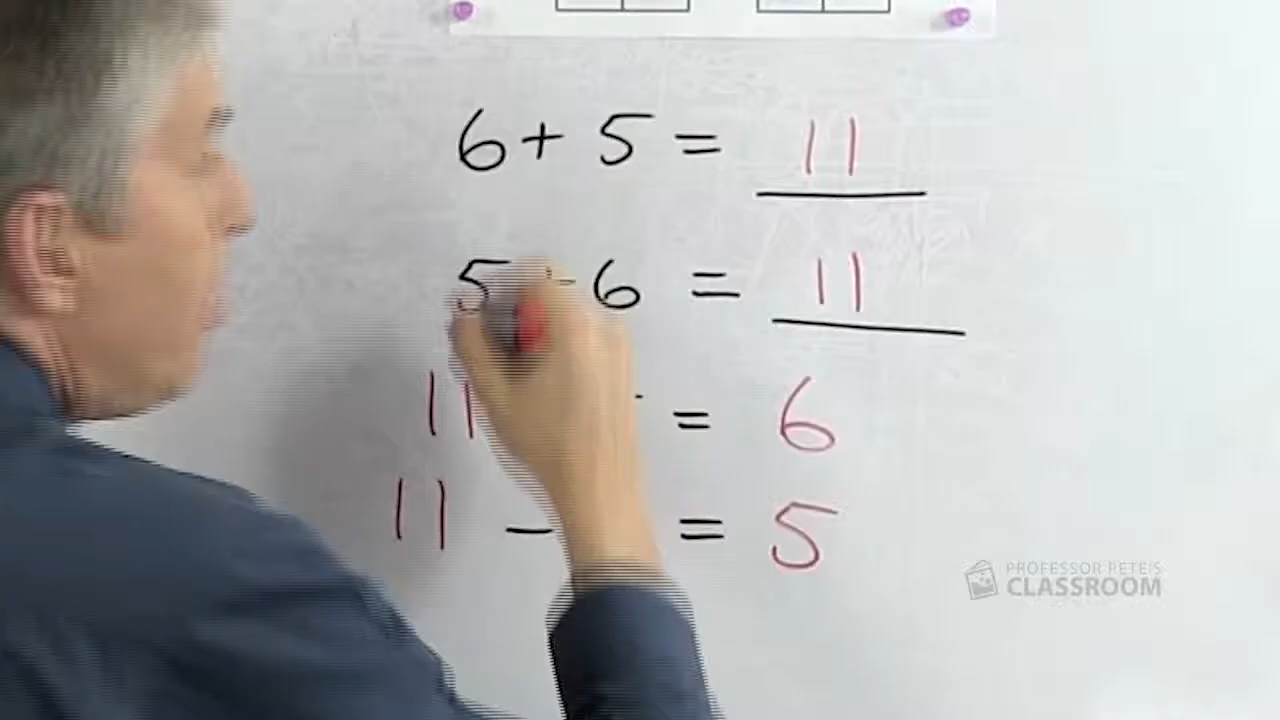 6 + 5 = 11
5 + 6 = 11
11 = 6
11 - = 5
PROFESSOR PETE'S
CLASSROOM